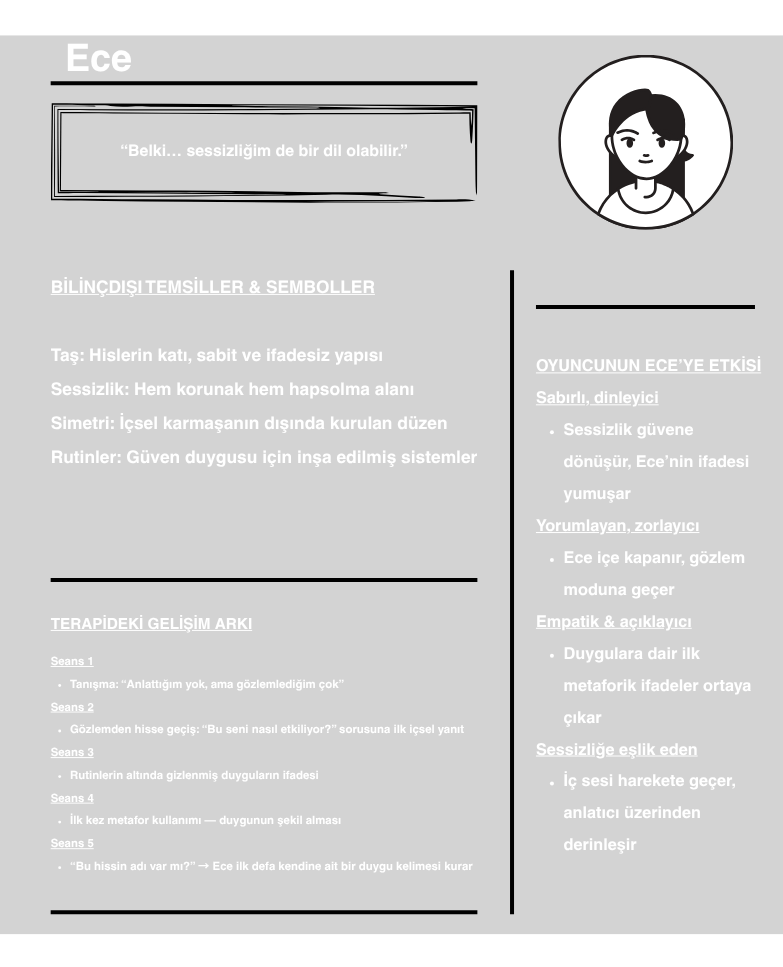 Ece
“Belki… sessizliğim de bir dil olabilir.”
BİLİNÇDIŞI TEMSİLLER & SEMBOLLER
Taş: Hislerin katı, sabit ve ifadesiz yapısı
Sessizlik: Hem korunak hem hapsolma alanı
Simetri: İçsel karmaşanın dışında kurulan düzen
Rutinler: Güven duygusu için inşa edilmiş sistemler
TERAPİDEKİ GELİŞİM ARKI
Seans 1
• Tanışma: “Anlattığım yok, ama gözlemlediğim çok”
Seans 2
• Gözlemden hisse geçiş: “Bu seni nasıl etkiliyor?” sorusuna ilk içsel yanıt
Seans 3
• Rutinlerin altında gizlenmiş duyguların ifadesi
Seans 4
• İlk kez metafor kullanımı — duygunun şekil alması
Seans 5
• “Bu hissin adı var mı?” → Ece ilk defa kendine ait bir duygu kelimesi kurar
OYUNCUNUN ECE’YE ETKİSİ
Sabırlı, dinleyici
• Sessizlik güvene
dönüşür, Ece’nin ifadesi
yumuşar
Yorumlayan, zorlayıcı
• Ece içe kapanır, gözlem
moduna geçer
Empatik & açıklayıcı
• Duygulara dair ilk
metaforik ifadeler ortaya
çıkar
Sessizliğe eşlik eden
• İç sesi harekete geçer,
anlatıcı üzerinden
derinleşir